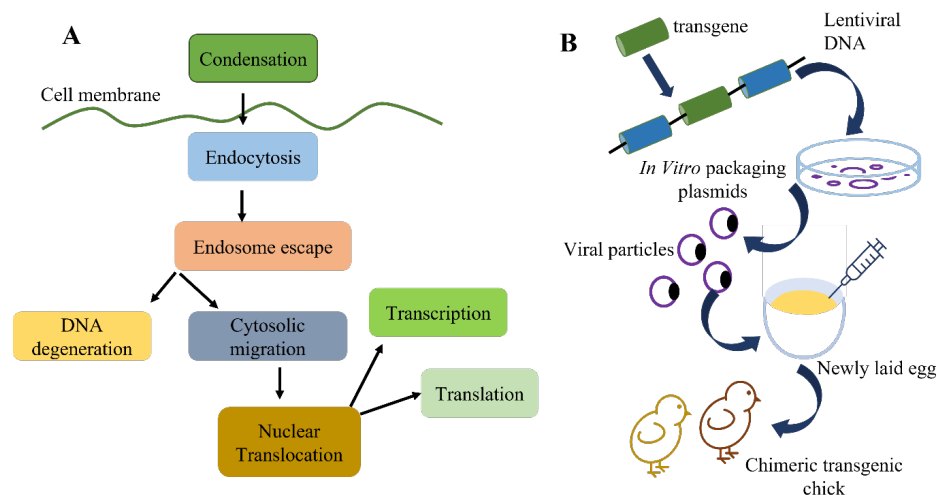 A
Condensation
Cell membrane
Endocytosis
Endosome escape
DNA
degeneration
Cytosolic
migration
Transcription
Translation
Nuclear
Translocation
B
transgene
Lentiviral
DNA
In Vitro packaging
plasmids
Viral particles
Newly laid egg
Chimeric transgenic
chick